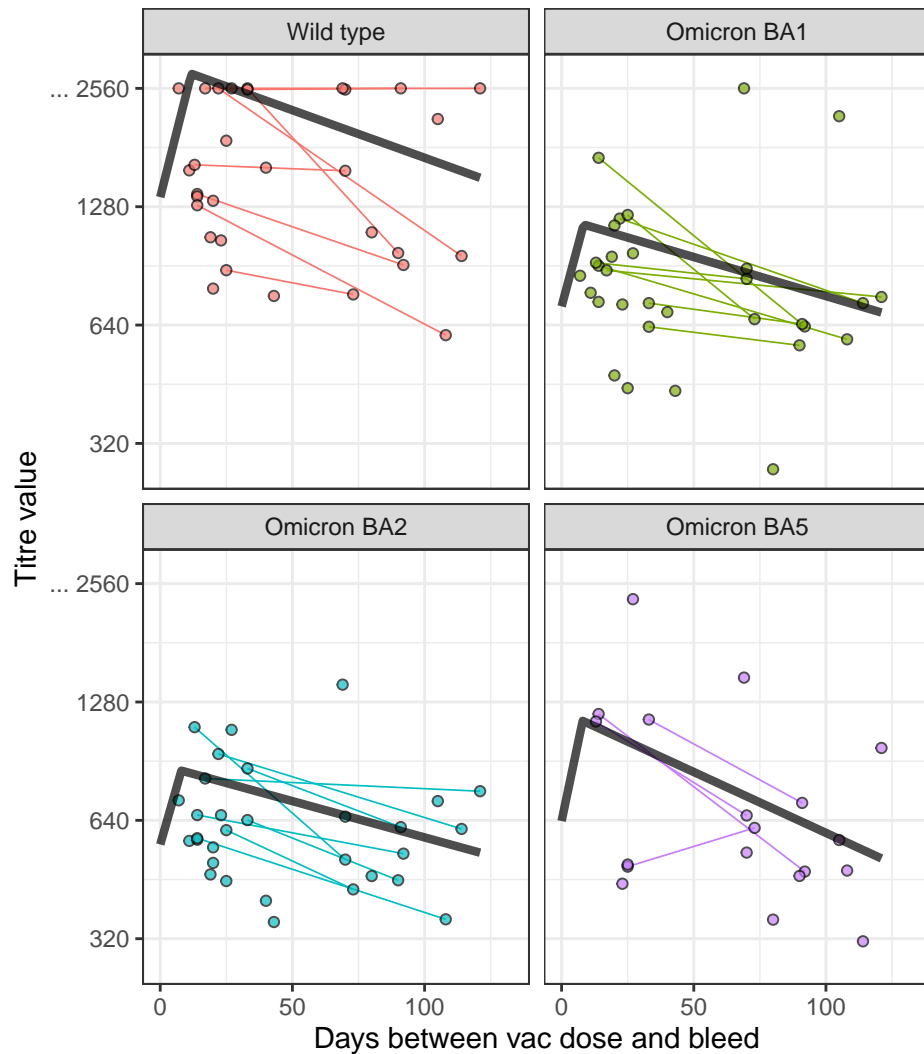 Wild type
Omicron BA1
... 2560
1280
640
320
Omicron BA2
Omicron BA5
... 2560
1280
640
320
Titre value
0 50 100
0 50 100
Days between vac dose and bleed